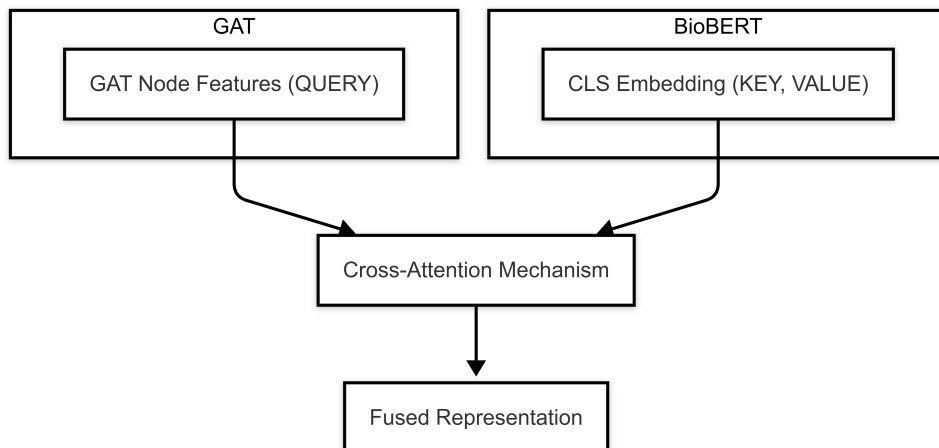 GAT
GAT Node Features (QUERY)
BioBERT
CLS Embedding (KEY, VALUE)
Cross-Attention Mechanism
Fused Representation